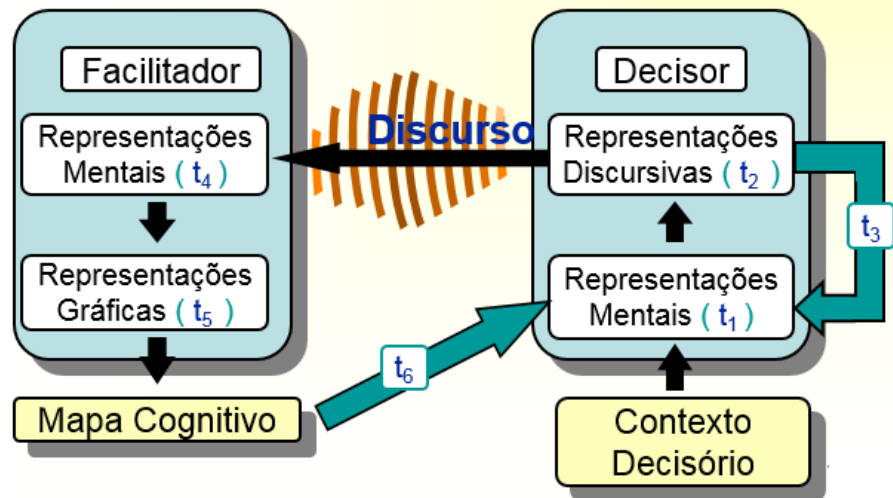 Facilitador
Representações
Mentais ( t₄ )
Representações
Gráficas ( t₅ )
Mapa Cognitivo
Discurso
Decisor
Representações
Discursivas ( t₂ )
t₃
Representações
Mentais ( t₁ )
t₆
Contexto
Decisório